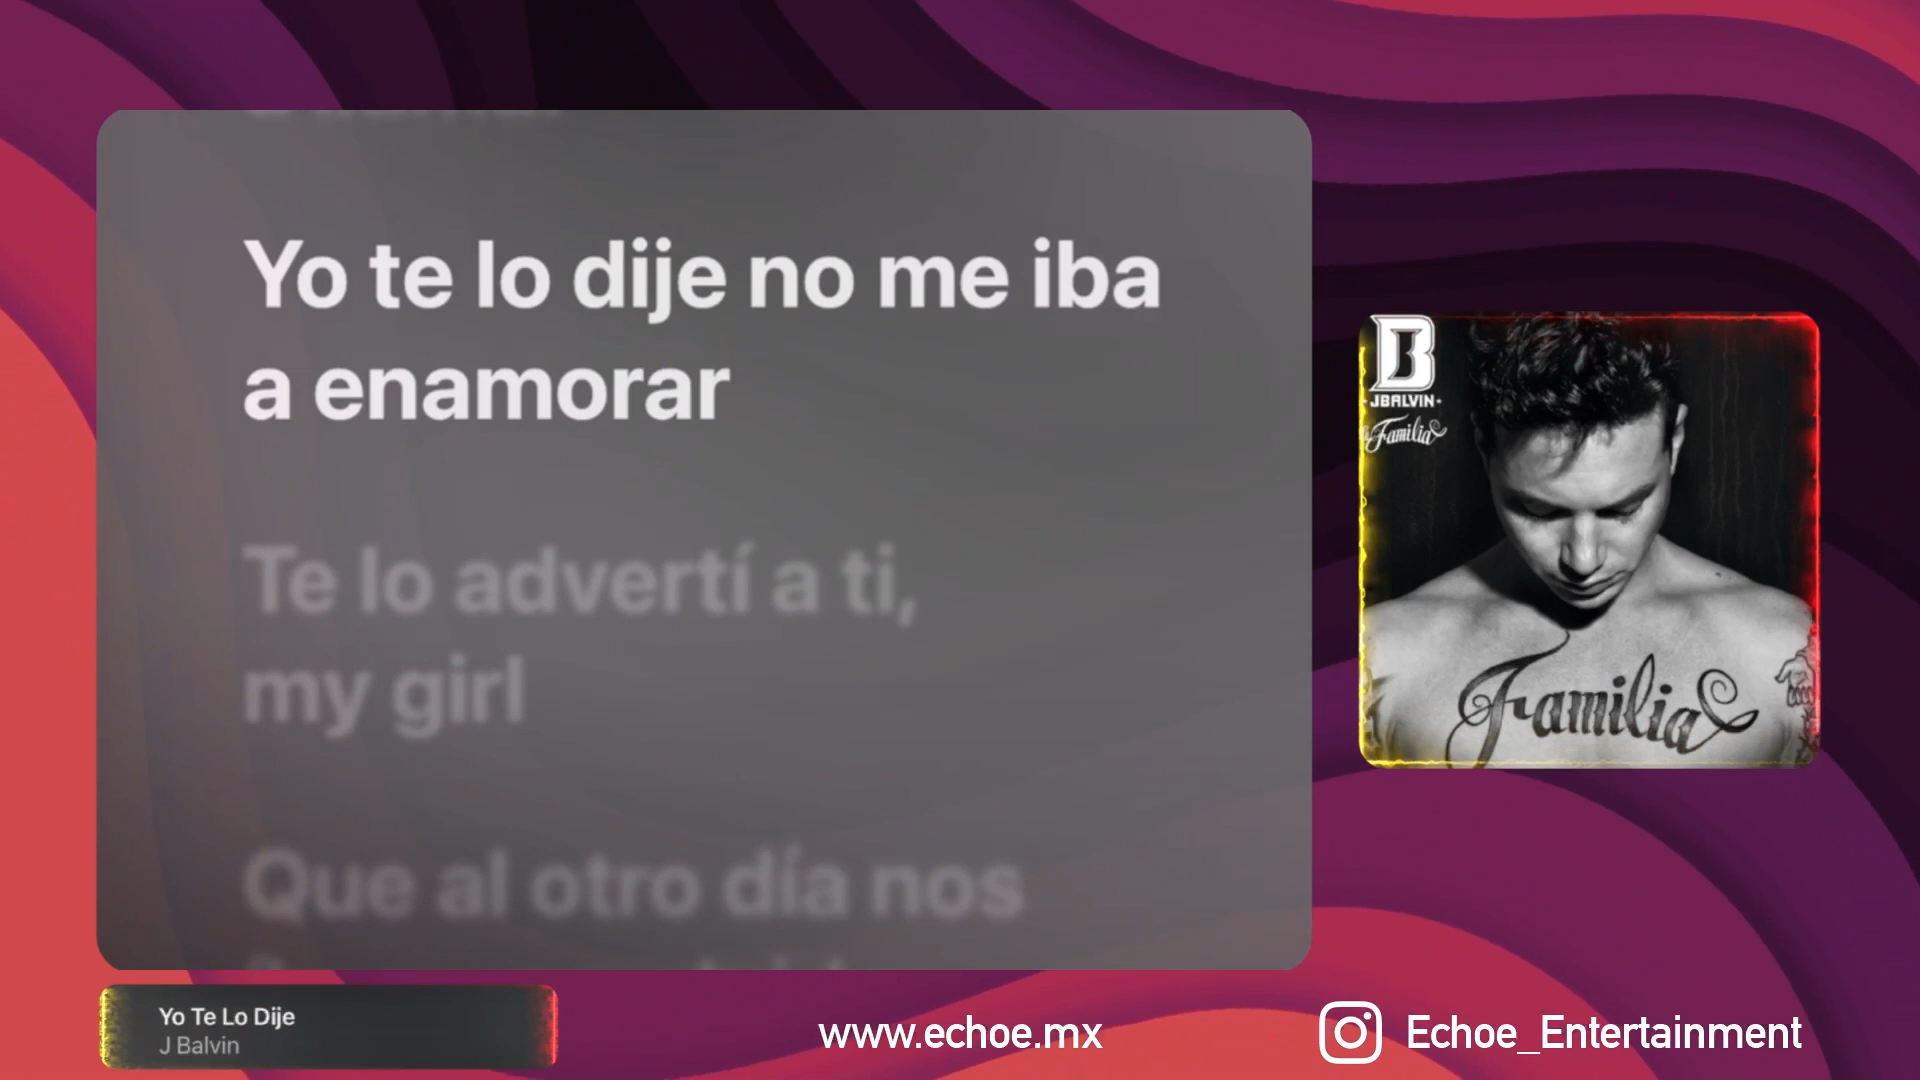 Yo te lo dije no me iba
a enamorar
Te lo advertí a ti,
my girl
Que al otro día nos
B
JBALVIN
Familia
Familia
Yo Te Lo Dije
J Balvin
www.echoe.mx
Echoe_Entertainment